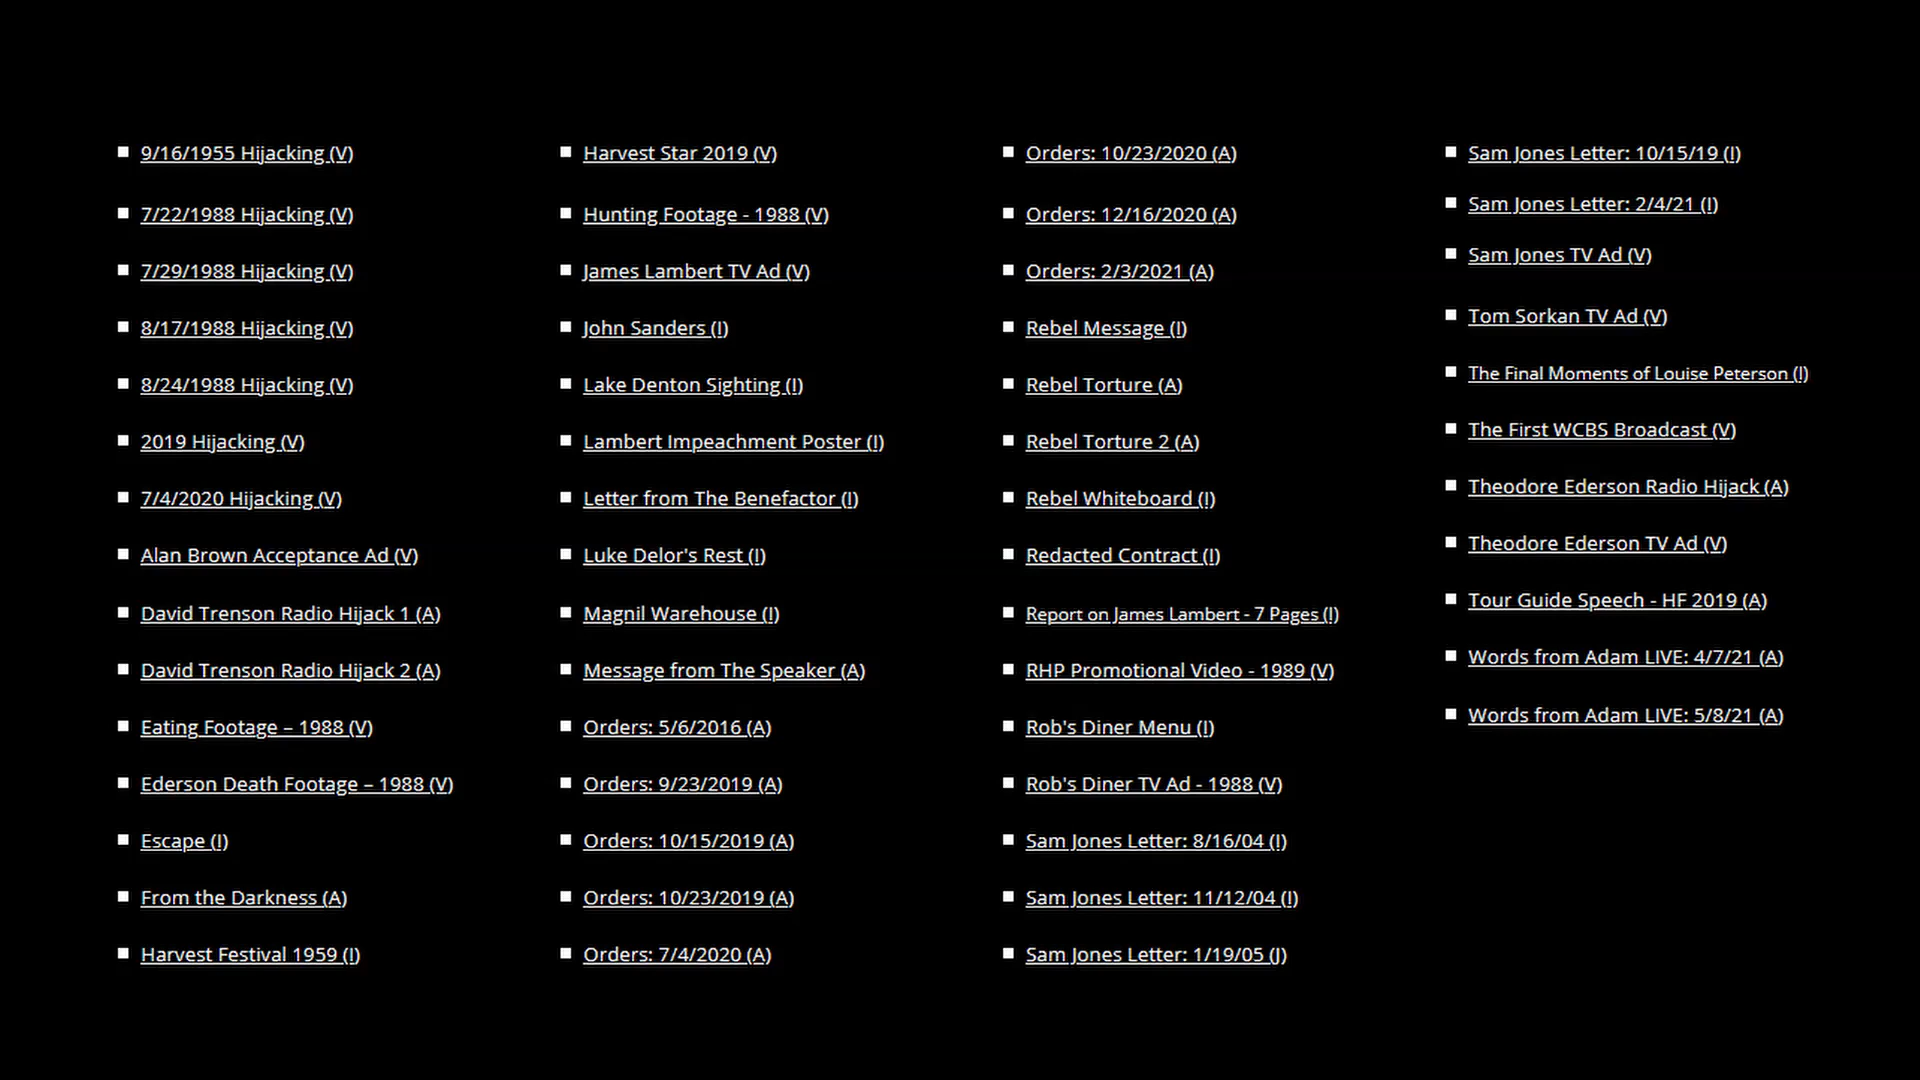 9/16/1955 Hijacking (V)
7/22/1988 Hijacking (V)
7/29/1988 Hijacking (V)
8/17/1988 Hijacking (V)
8/24/1988 Hijacking (V)
2019 Hijacking (V)
7/4/2020 Hijacking (V)
Alan Brown Acceptance Ad (V)
David Trenson Radio Hijack 1 (A)
David Trenson Radio Hijack 2 (A)
Eating Footage – 1988 (V)
Ederson Death Footage – 1988 (V)
Escape (I)
From the Darkness (A)
Harvest Festival 1959 (I)
Harvest Star 2019 (V)
Hunting Footage - 1988 (V)
James Lambert TV Ad (V)
John Sanders (I)
Lake Denton Sighting (I)
Lambert Impeachment Poster (I)
Letter from The Benefactor (I)
Luke Delor's Rest (I)
Magnil Warehouse (I)
Message from The Speaker (A)
Orders: 5/6/2016 (A)
Orders: 9/23/2019 (A)
Orders: 10/15/2019 (A)
Orders: 10/23/2019 (A)
Orders: 7/4/2020 (A)
Orders: 10/23/2020 (A)
Orders: 12/16/2020 (A)
Orders: 2/3/2021 (A)
Rebel Message (I)
Rebel Torture (A)
Rebel Torture 2 (A)
Rebel Whiteboard (I)
Redacted Contract (I)
Report on James Lambert - 7 Pages (I)
RHP Promotional Video - 1989 (V)
Rob's Diner Menu (I)
Rob's Diner TV Ad - 1988 (V)
Sam Jones Letter: 8/16/04 (I)
Sam Jones Letter: 11/12/04 (I)
Sam Jones Letter: 1/19/05 (J)
Sam Jones Letter: 10/15/19 (I)
Sam Jones Letter: 2/4/21 (I)
Sam Jones TV Ad (V)
Tom Sorkan TV Ad (V)
The Final Moments of Louise Peterson (I)
The First WCBS Broadcast (V)
Theodore Ederson Radio Hijack (A)
Theodore Ederson TV Ad (V)
Tour Guide Speech - HF 2019 (A)
Words from Adam LIVE: 4/7/21 (A)
Words from Adam LIVE: 5/8/21 (A)